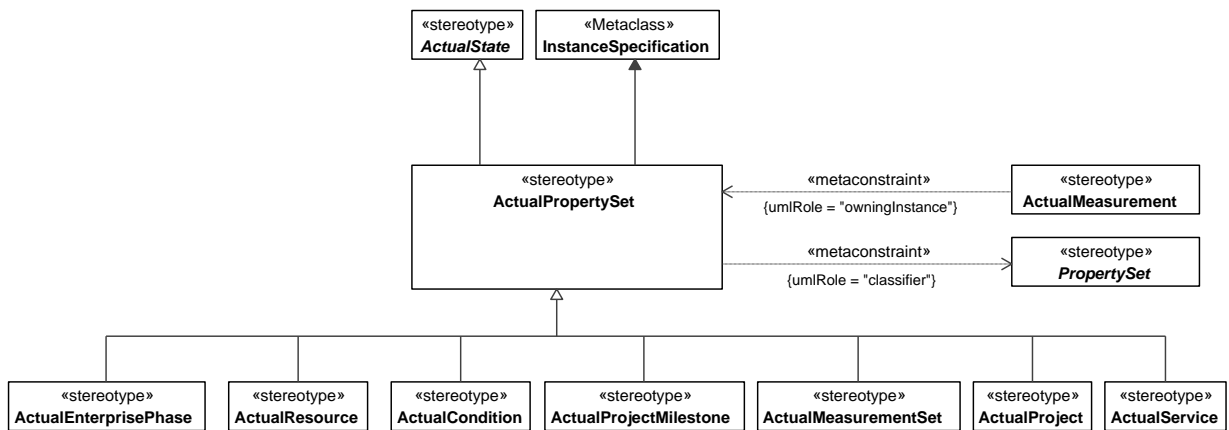 «stereotype»
ActualState
«Metaclass»
InstanceSpecification
«stereotype»
ActualPropertySet
«metaconstraint»
{umlRole = "owningInstance"}
«stereotype»
ActualMeasurement
«metaconstraint»
{umlRole = "classifier"}
«stereotype»
PropertySet
«stereotype»
ActualEnterprisePhase
«stereotype»
ActualResource
«stereotype»
ActualCondition
«stereotype»
ActualProjectMilestone
«stereotype»
ActualMeasurementSet
«stereotype»
ActualProject
«stereotype»
ActualService